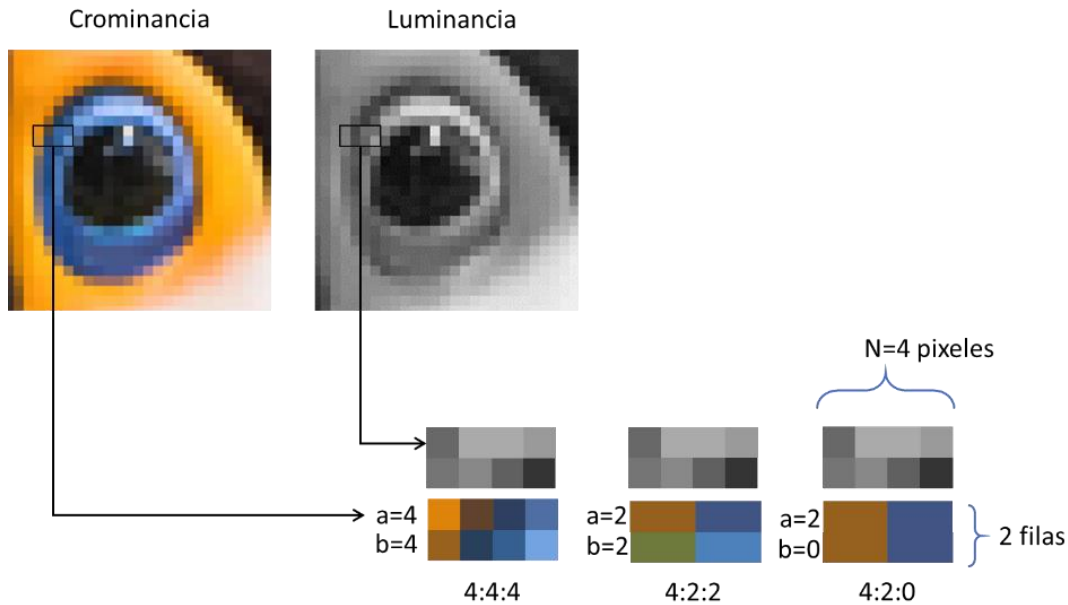 Crominancia
Luminancia
N=4 pixeles
a=4
b=4
a=2
b=2
a=2
b=0
2 filas
4:4:4
4:2:2
4:2:0